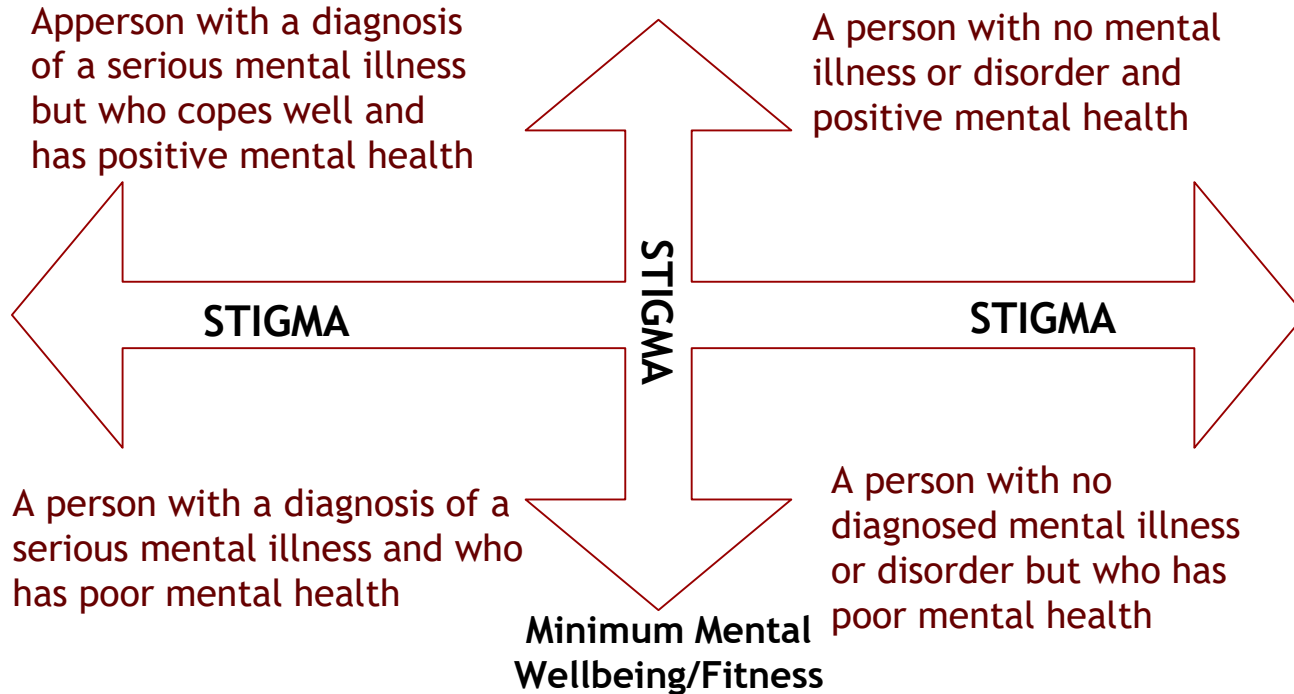 Apperson with a diagnosis
of a serious mental illness
but who copes well and
has positive mental health
A person with no mental
illness or disorder and
positive mental health
STIGMA
STIGMA
STIGMA
A person with a diagnosis of a
serious mental illness and who
has poor mental health
A person with no
diagnosed mental illness
or disorder but who has
poor mental health
Minimum Mental
Wellbeing/Fitness